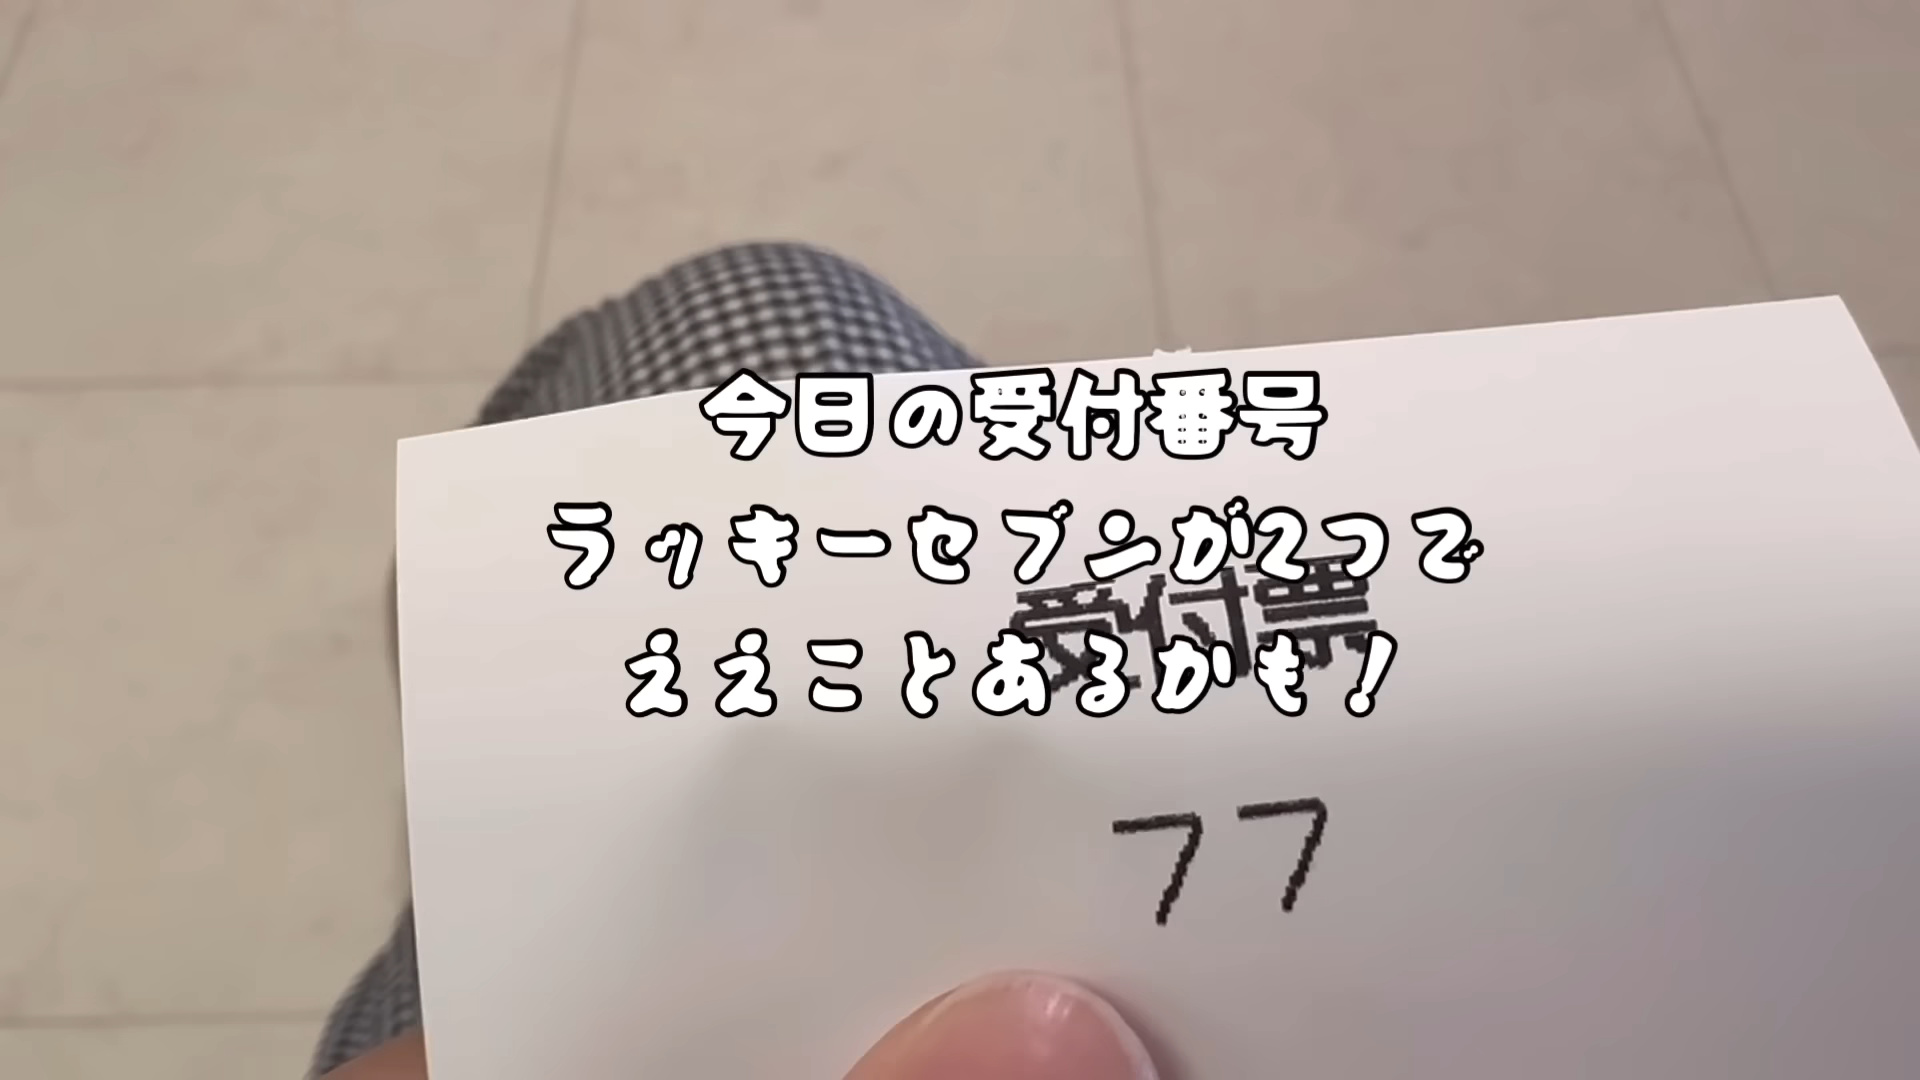 今日の受付番号
ラッキーセブンが2つで
ええことあるかも!
受付票
77